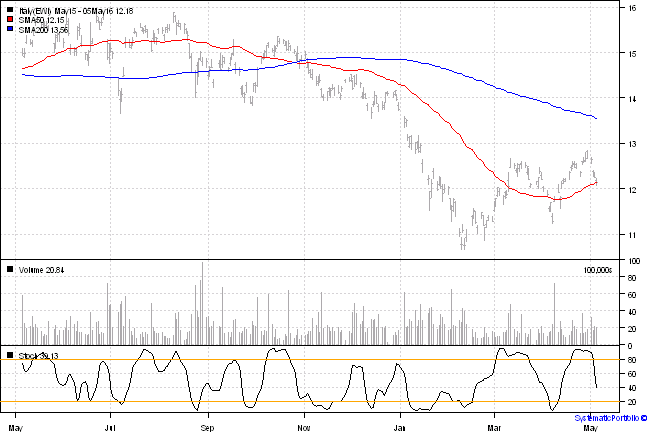 Italy(EWI) May15 - 05May16 12.18
SMA50 12.15
SMA200 13.56
16
15
14
13
12
11
Volume 20.84
100,000s
100
80
60
40
20
0
Stock 39.13
80
60
40
20
May
Jul
Sep
Nov
Jan
Mar
May
SystematicPortfolio ©